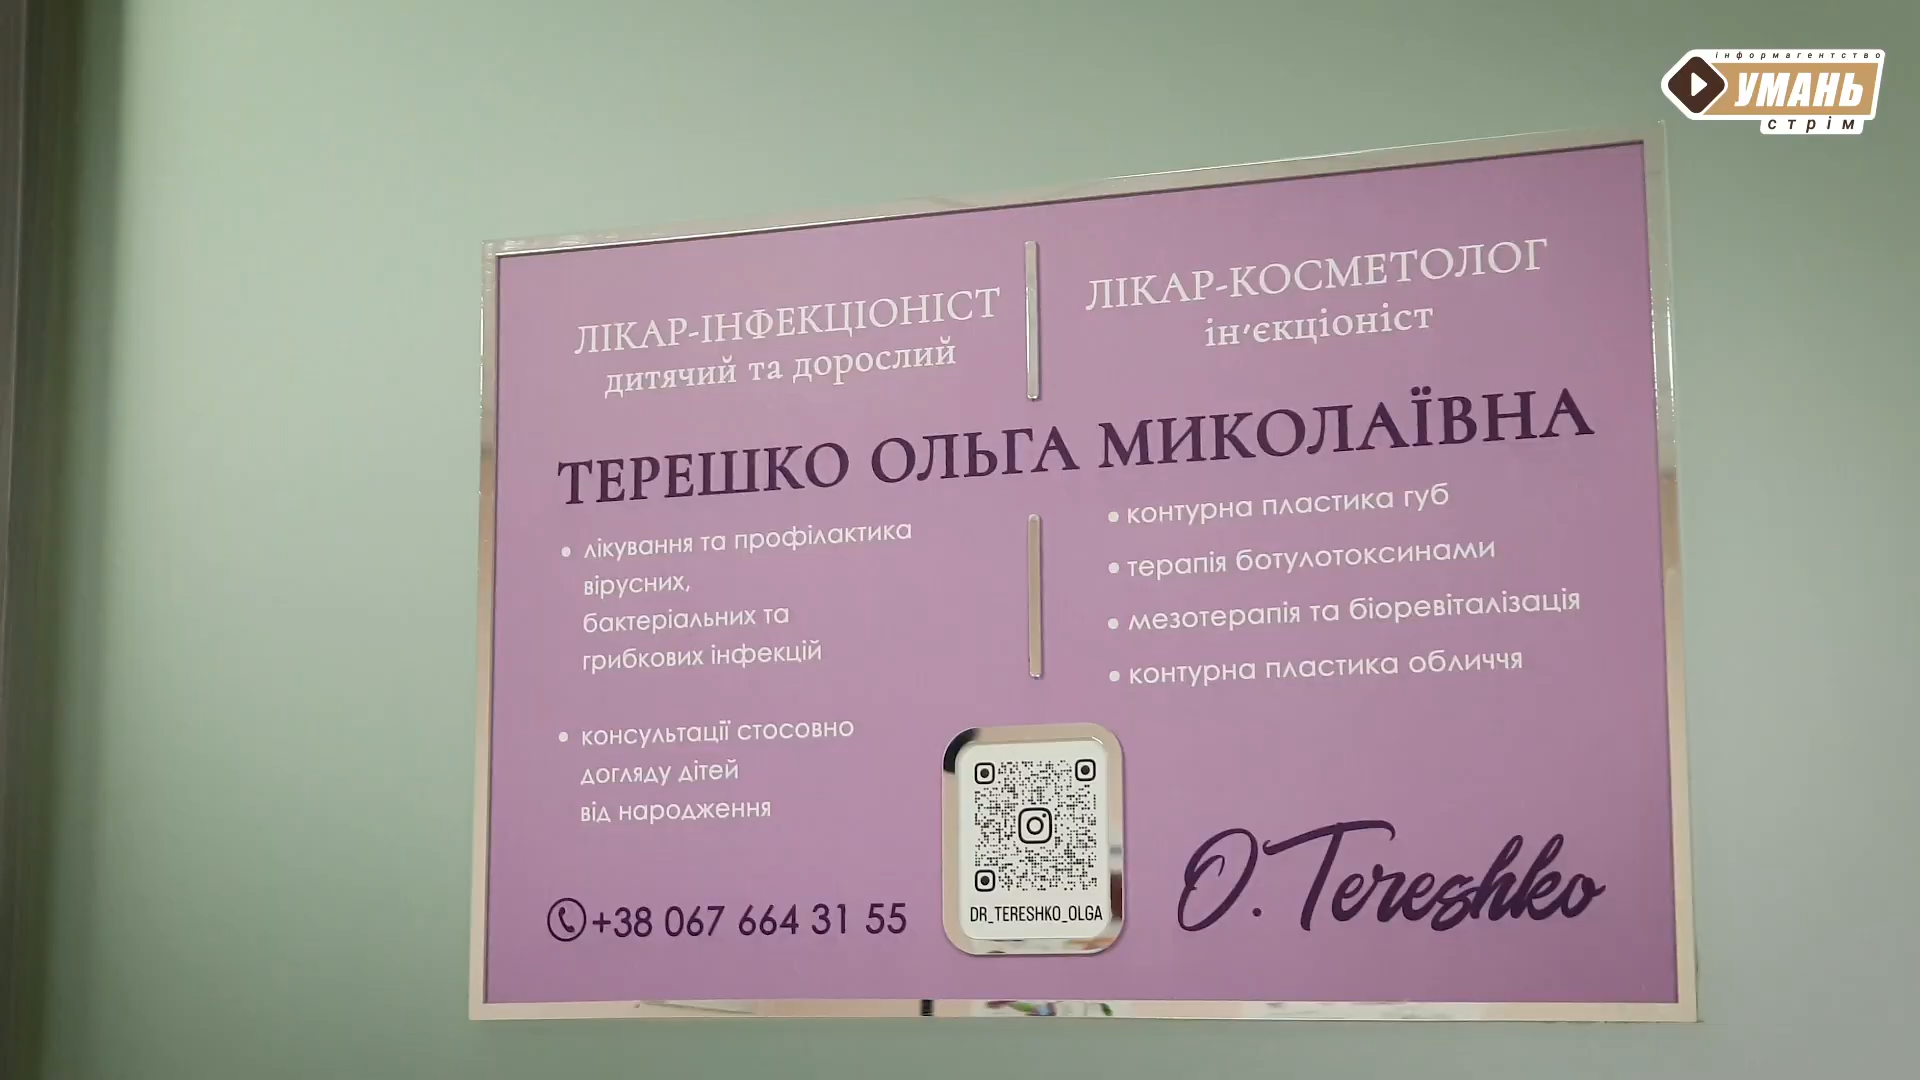 інформагентство
УМАНЬ
стрім
ЛІКАР-ІНФЕКЦІОНІСТ
дитячий та дорослий
ЛІКАР-КОСМЕТОЛОГ
ін'єкціоніст
ТЕРЕШКО ОЛЬГА МИКОЛАЇВНА
• лікування та профілактика
вірусних,
бактеріальних та
грибкових інфекцій
• консультації стосовно
догляду дітей
від народження
• контурна пластика губ
• терапія ботулотоксинами
• мезотерапія та біоревіталізація
• контурна пластика обличчя
+38 067 664 31 55
DR_TERESHKO_OLGA
O. Tereshko